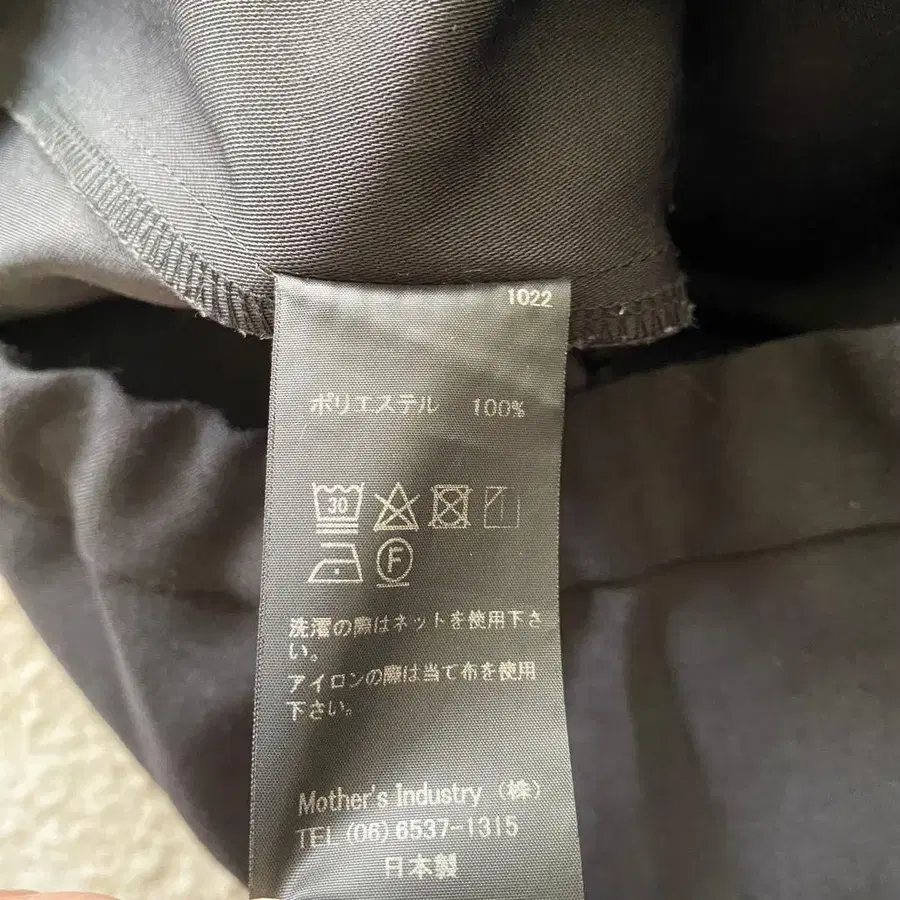 1022
ポリエステル 100%
30
F
洗濯の際はネットを使用下さ
い。
アイロンの際は当て布を使用
下さい。
Mother's Industry (株)
TEL (06) 6537-1315
日本製